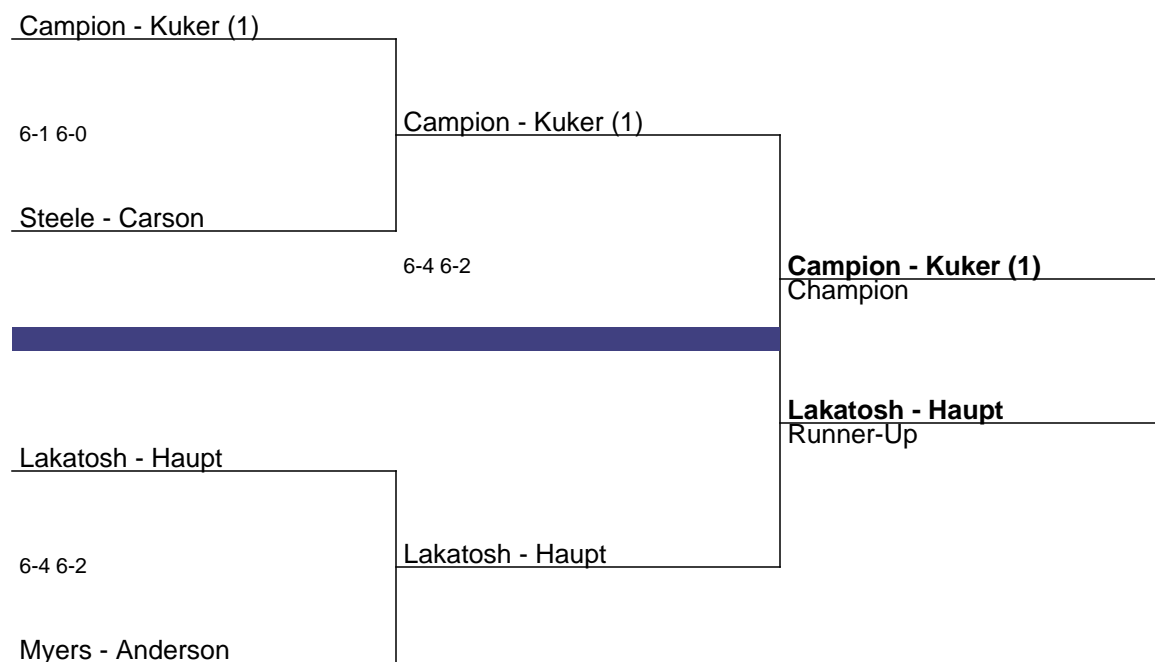 Campion - Kuker (1)
6-1 6-0
Campion - Kuker (1)
Steele - Carson
6-4 6-2
Campion - Kuker (1)
Champion
Lakatosh - Haupt
Runner-Up
Lakatosh - Haupt
6-4 6-2
Lakatosh - Haupt
Myers - Anderson